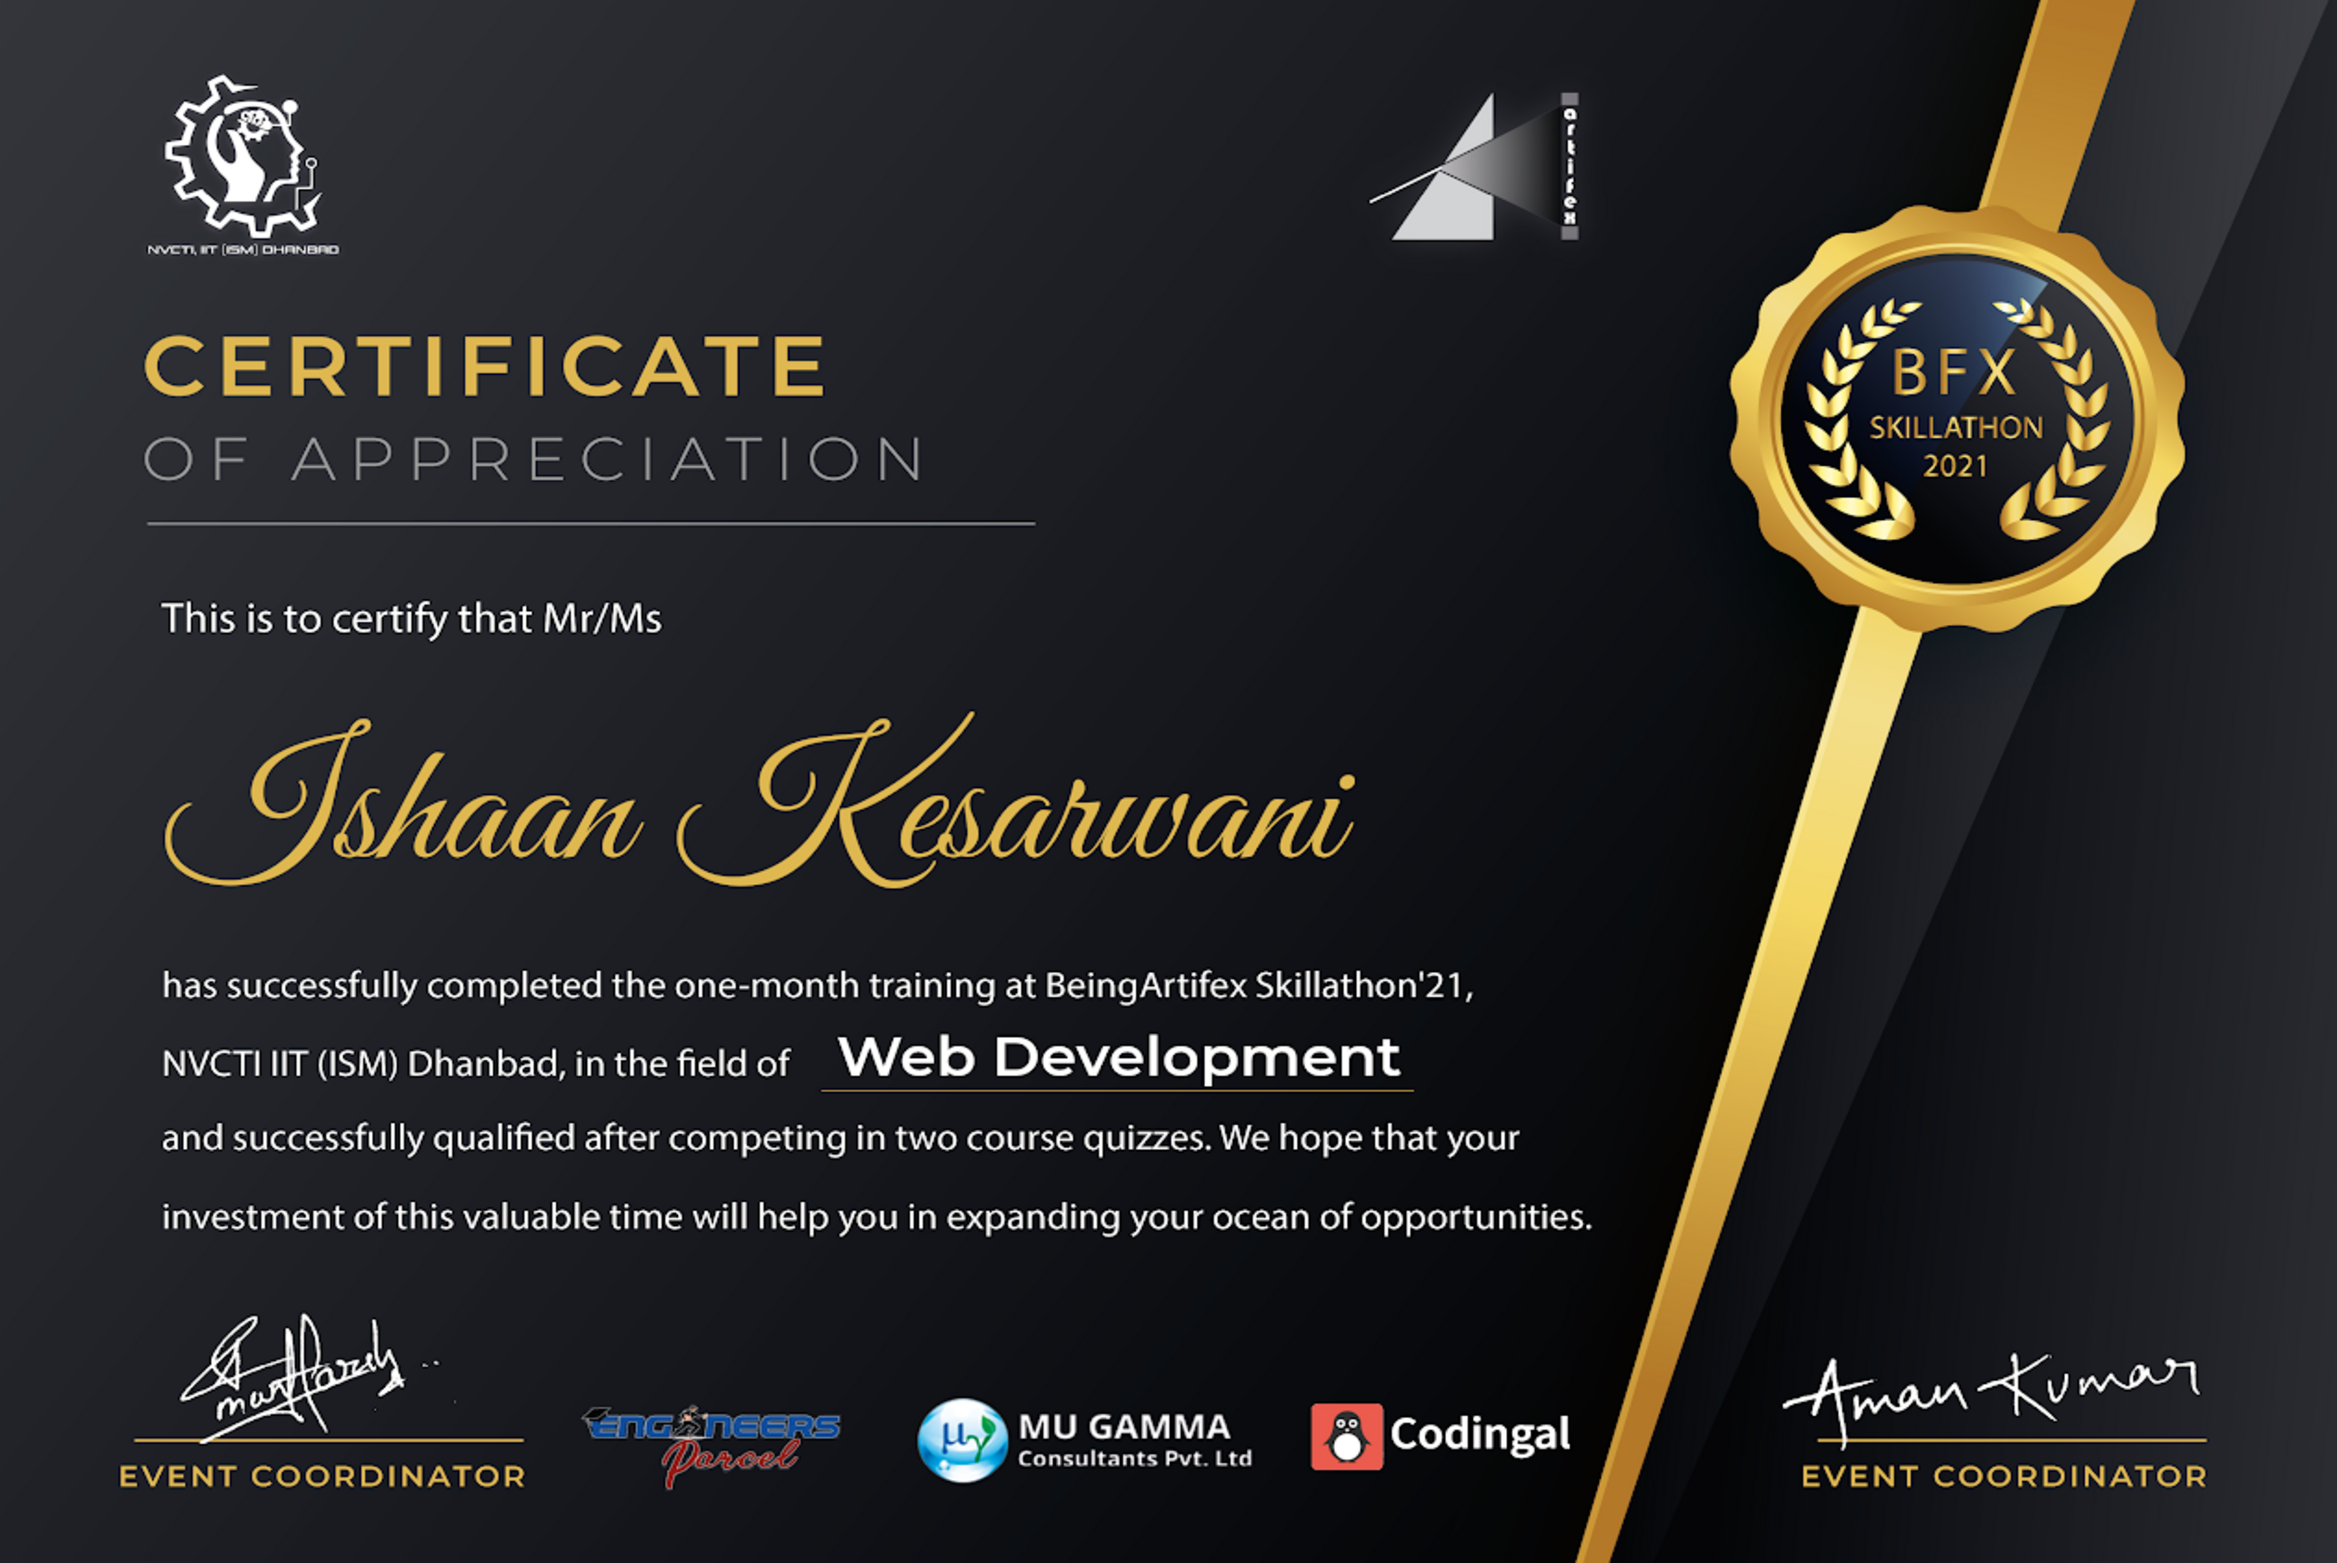 NVCTI, IIT (ISM) DHANBAD
artifex
CERTIFICATE
OF APPRECIATION
BFX
SKILLATHON
2021
This is to certify that Mr/Ms
Ishaan Kesarwani
has successfully completed the one-month training at BeingArtifex Skillathon'21,
NVCTI IIT (ISM) Dhanbad, in the field of Web Development
and successfully qualified after competing in two course quizzes. We hope that your
investment of this valuable time will help you in expanding your ocean of opportunities.
EVENT COORDINATOR
ENGINEERS
Parcel
μγ
MU GAMMA
Consultants Pvt. Ltd
Codingal
Aman Kumar
EVENT COORDINATOR